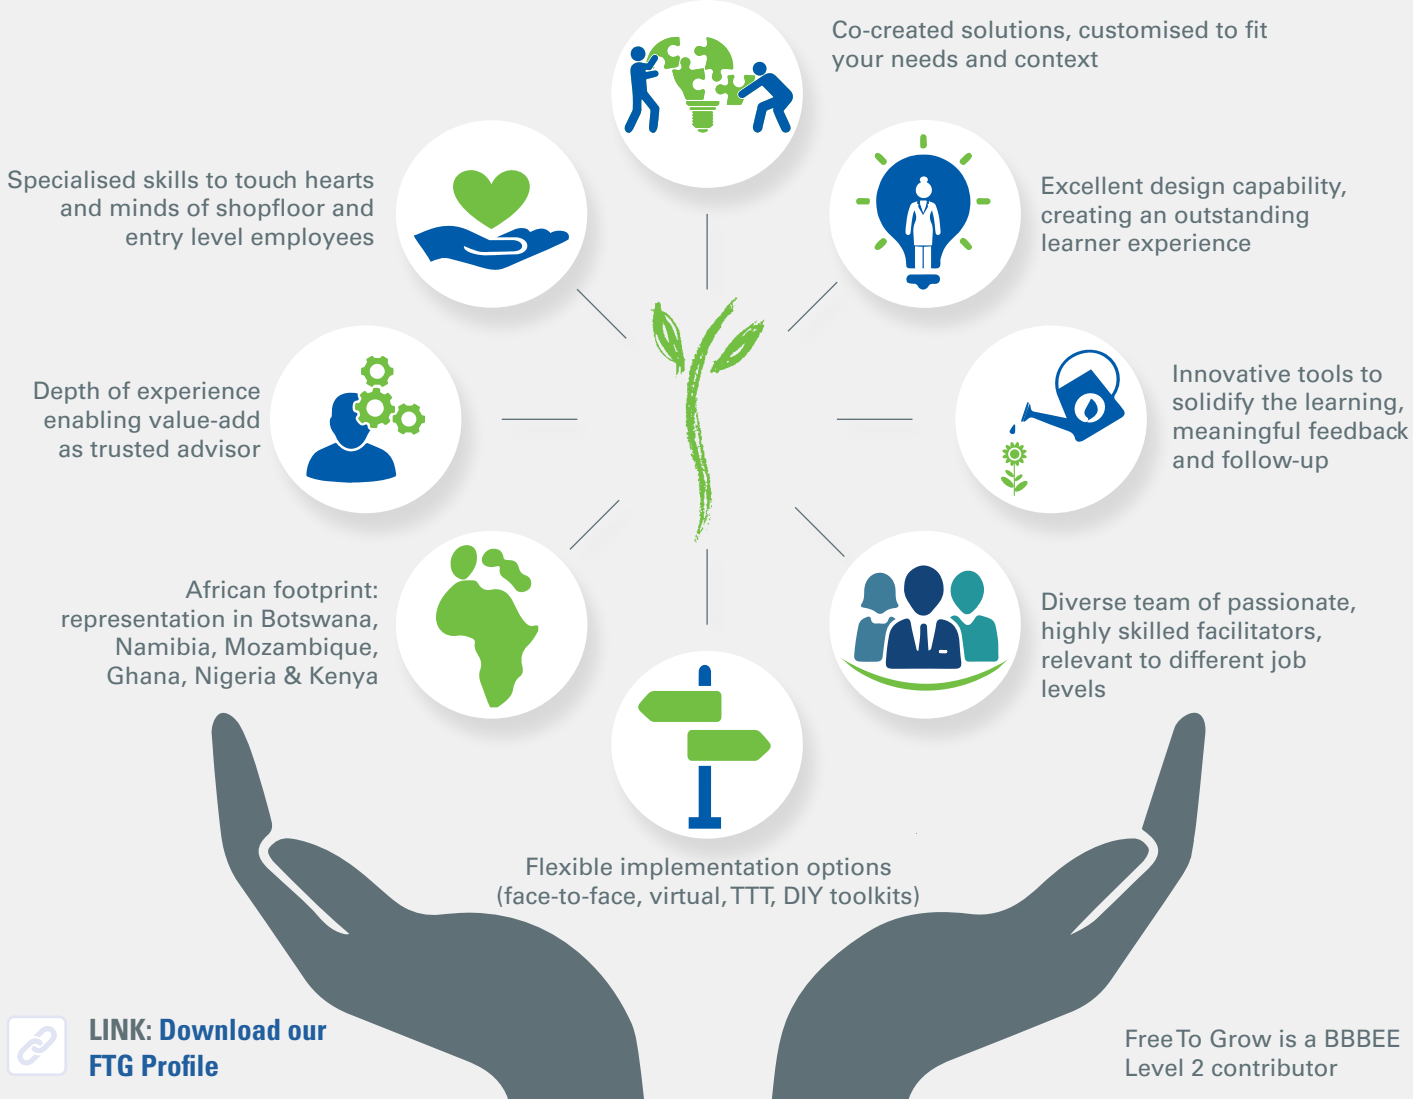 Co-created solutions, customised to fit
your needs and context
Excellent design capability,
creating an outstanding
learner experience
Innovative tools to
solidify the learning,
meaningful feedback
and follow-up
Diverse team of passionate,
highly skilled facilitators,
relevant to different job
levels
Flexible implementation options
(face-to-face, virtual, TTT, DIY toolkits)
African footprint:
representation in Botswana,
Namibia, Mozambique,
Ghana, Nigeria & Kenya
Depth of experience
enabling value-add
as trusted advisor
Specialised skills to touch hearts
and minds of shopfloor and
entry level employees
LINK: Download our
FTG Profile
Free To Grow is a BBBEE
Level 2 contributor